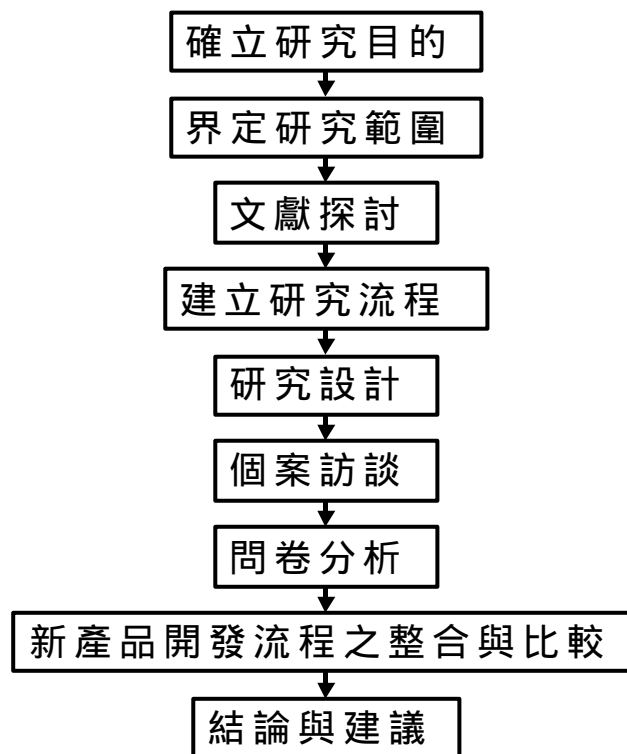 確立研究目的
界定研究範圍
文獻探討
建立研究流程
研究設計
個案訪談
問卷分析
新產品開發流程之整合與比較
結論與建議